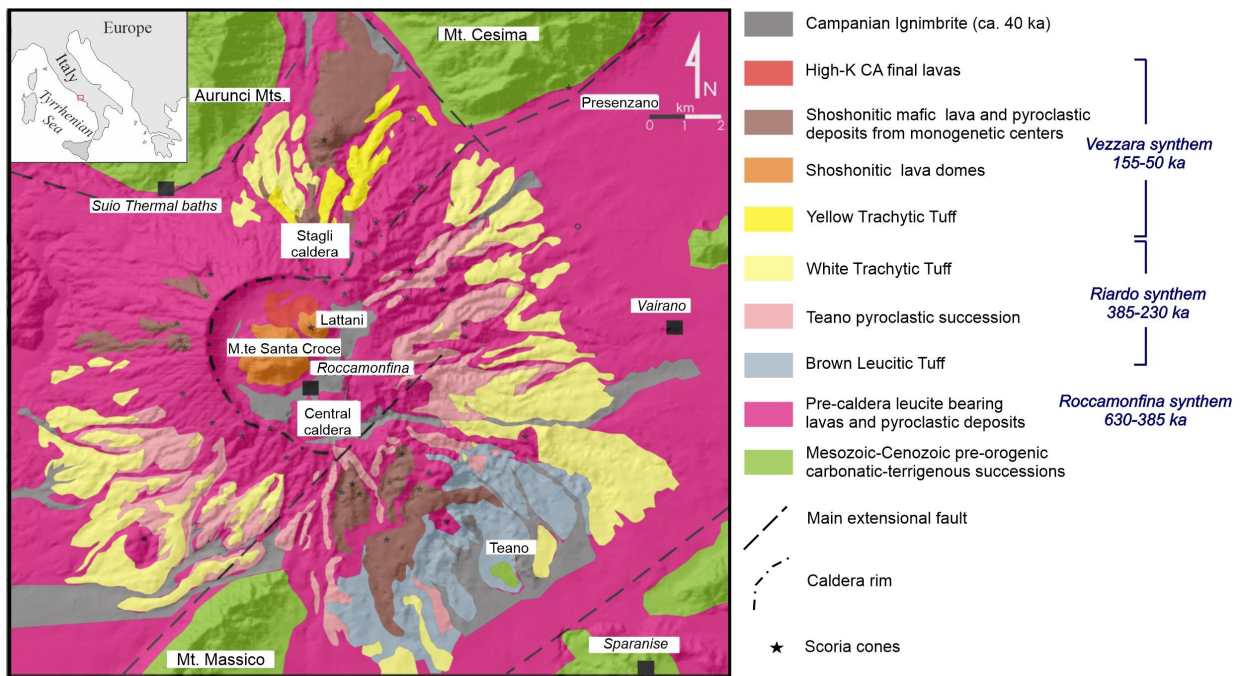 Europe
Italy
Tyrrhenian
Sea
Mt. Cesima
N
km
0 1 2
Aurunci Mts.
Presenzano
Suio Thermal baths
Stagli
caldera
Lattani
M.te Santa Croce
Roccamonfina
Central
caldera
Vairano
Teano
Mt. Massico
Sparanise
Campanian Ignimbrite (ca. 40 ka)
High-K CA final lavas
Shoshonitic mafic lava and pyroclastic
deposits from monogenetic centers
Shoshonitic lava domes
Yellow Trachytic Tuff
Vezzara synthem
155-50 ka
White Trachytic Tuff
Teano pyroclastic succession
Brown Leucitic Tuff
Riardo synthem
385-230 ka
Pre-caldera leucite bearing
lavas and pyroclastic deposits
Roccamonfina synthem
630-385 ka
Mesozoic-Cenozoic pre-orogenic
carbonatic-terrigenous successions
Main extensional fault
Caldera rim
Scoria cones